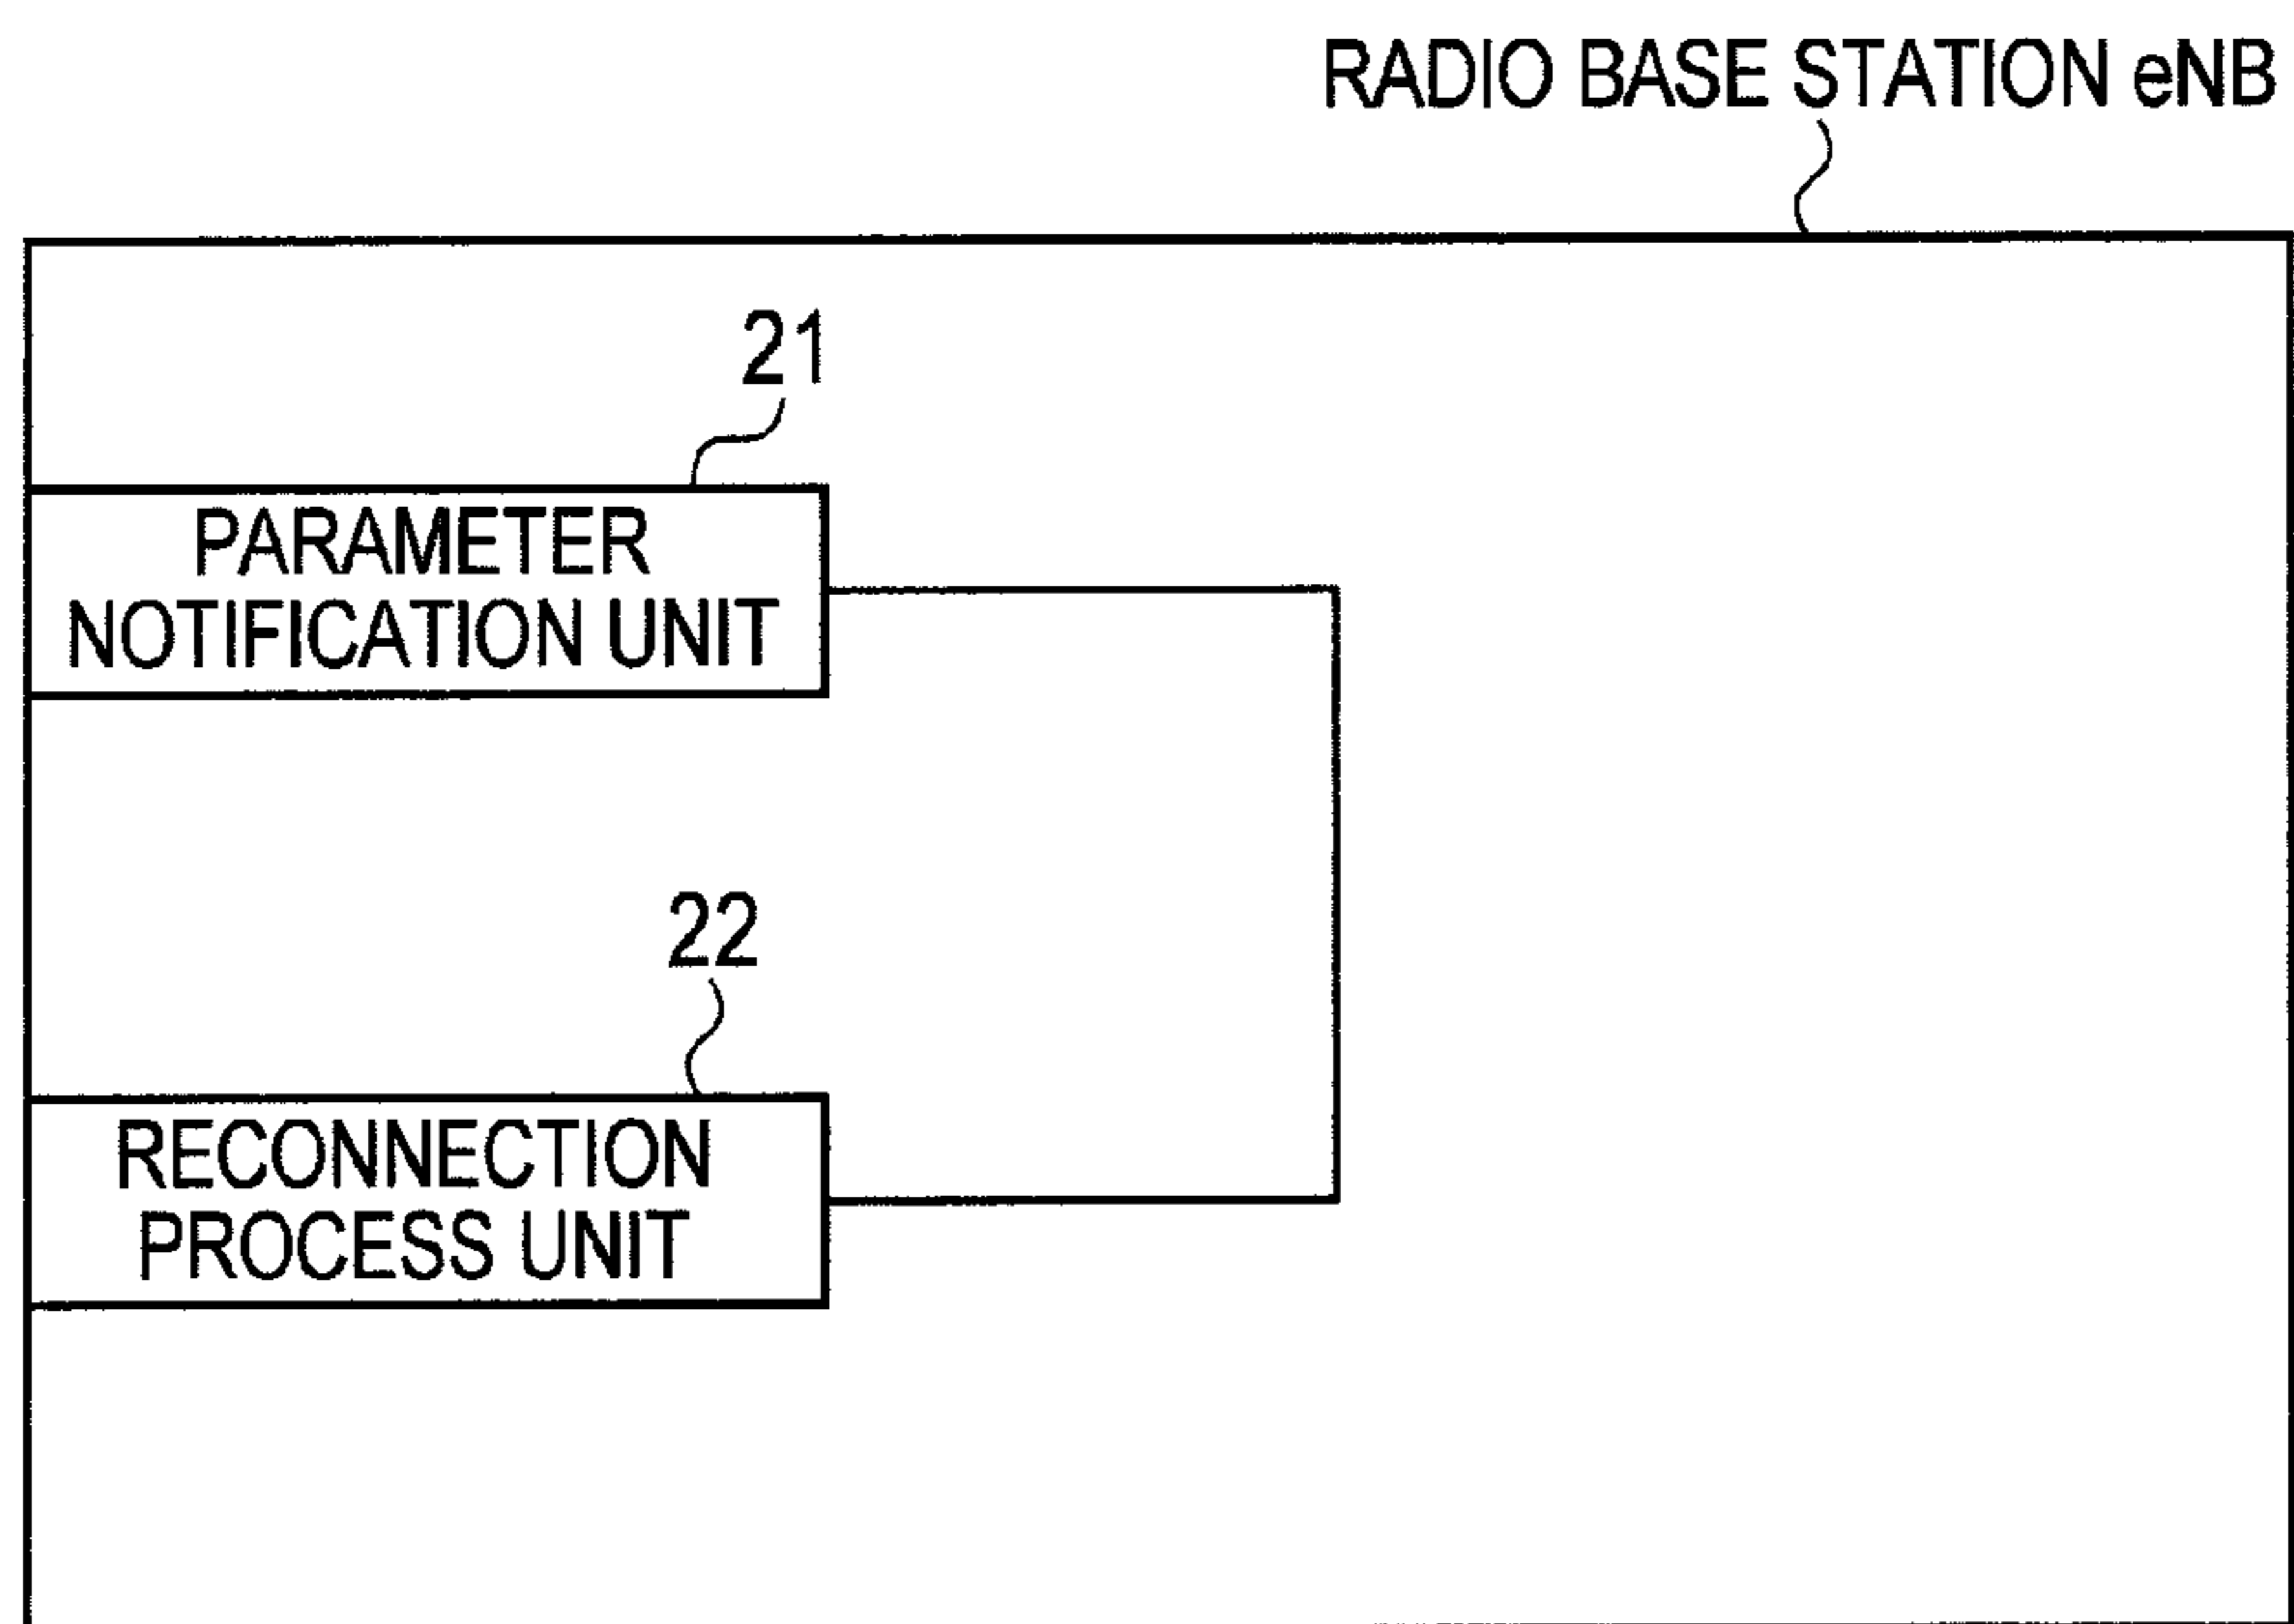 RADIO BASE STATION eNB
21
PARAMETER
NOTIFICATION UNIT
22
RECONNECTION
PROCESS UNIT